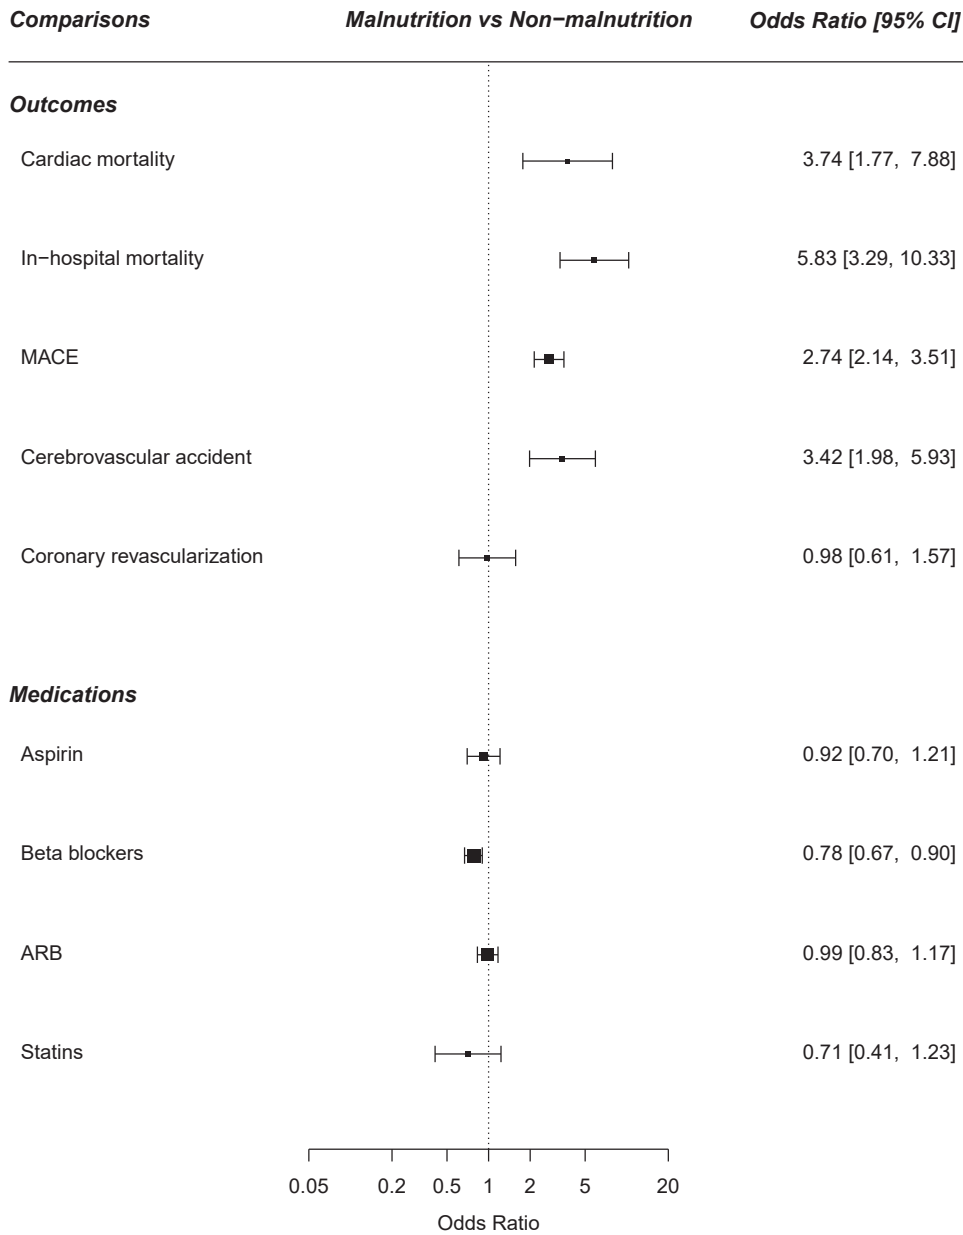 Comparisons Malnutrition vs Non−malnutrition Odds Ratio [95% CI]
Outcomes
Cardiac mortality 3.74 [1.77, 7.88]
In−hospital mortality 5.83 [3.29, 10.33]
MACE 2.74 [2.14, 3.51]
Cerebrovascular accident 3.42 [1.98, 5.93]
Coronary revascularization 0.98 [0.61, 1.57]
Medications
Aspirin 0.92 [0.70, 1.21]
Beta blockers 0.78 [0.67, 0.90]
ARB 0.99 [0.83, 1.17]
Statins 0.71 [0.41, 1.23]
0.05 0.2 0.5 1 2 5 20
Odds Ratio